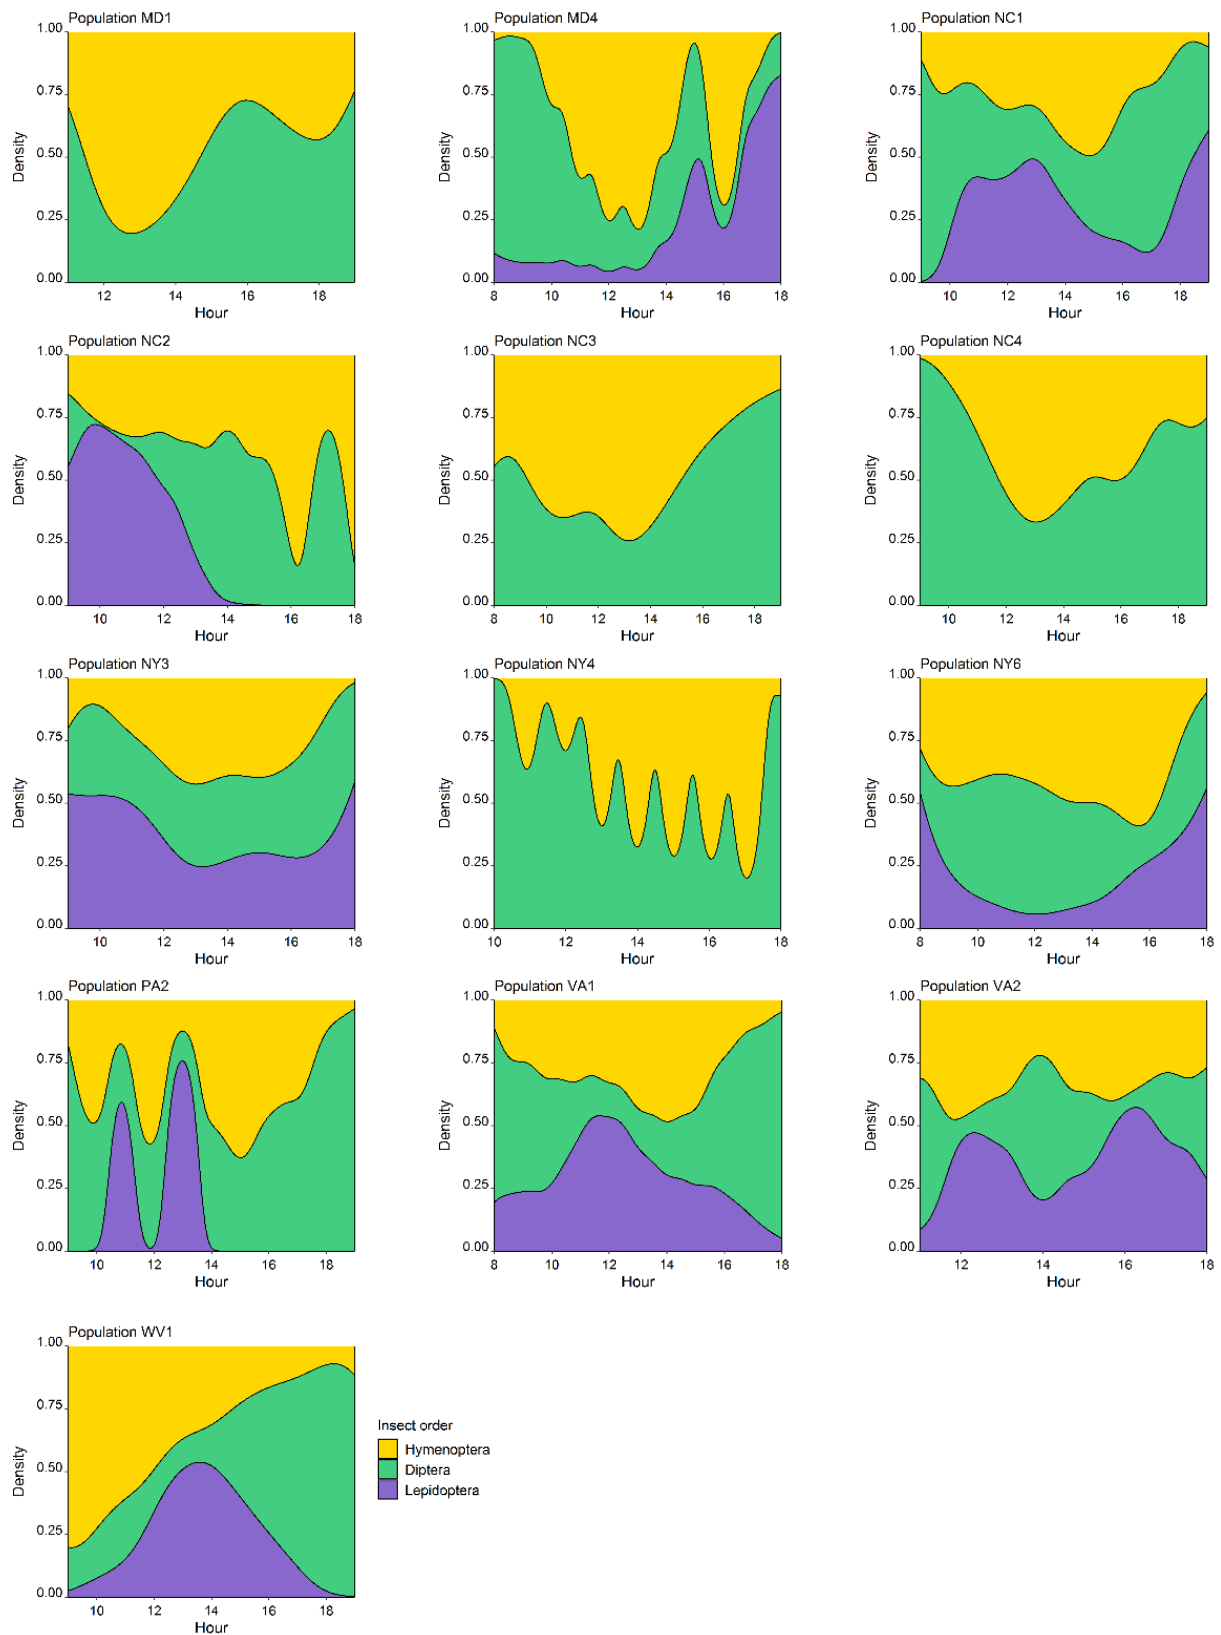 Population MD1
1.00
0.75
0.50
0.25
0.00
Density
12 14 16 18
Hour
Population MD4
1.00
0.75
0.50
0.25
0.00
Density
8 10 12 14 16 18
Hour
Population NC1
1.00
0.75
0.50
0.25
0.00
Density
10 12 14 16 18
Hour
Population NC2
1.00
0.75
0.50
0.25
0.00
Density
10 12 14 16 18
Hour
Population NC3
1.00
0.75
0.50
0.25
0.00
Density
8 10 12 14 16 18
Hour
Population NC4
1.00
0.75
0.50
0.25
0.00
Density
10 12 14 16 18
Hour
Population NY3
1.00
0.75
0.50
0.25
0.00
Density
10 12 14 16 18
Hour
Population NY4
1.00
0.75
0.50
0.25
0.00
Density
10 12 14 16 18
Hour
Population NY6
1.00
0.75
0.50
0.25
0.00
Density
8 10 12 14 16 18
Hour
Population PA2
1.00
0.75
0.50
0.25
0.00
Density
10 12 14 16 18
Hour
Population VA1
1.00
0.75
0.50
0.25
0.00
Density
8 10 12 14 16 18
Hour
Population VA2
1.00
0.75
0.50
0.25
0.00
Density
12 14 16 18
Hour
Population WV1
1.00
0.75
0.50
0.25
0.00
Density
10 12 14 16 18
Hour
Insect order
Hymenoptera
Diptera
Lepidoptera